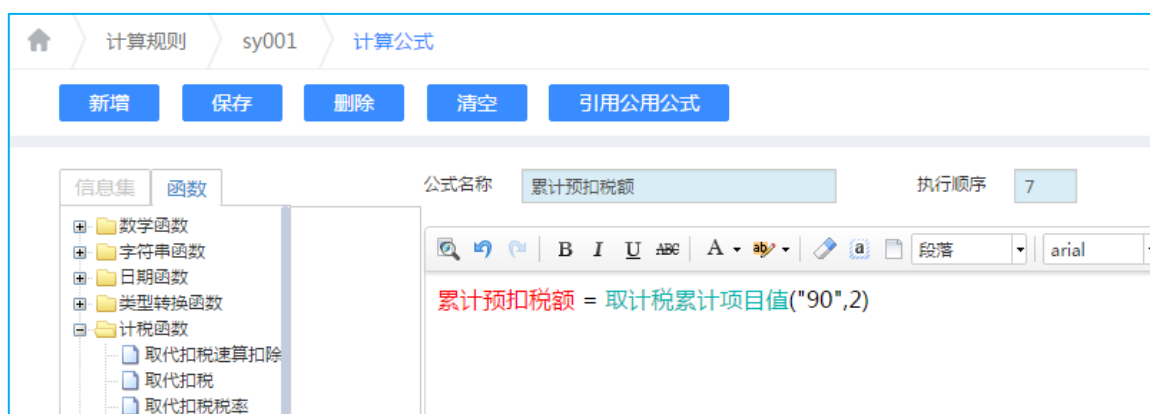 计算规则 sy001 计算公式
新增 保存 删除 清空 引用公用公式
信息集 函数
公式名称 累计预扣税额 执行顺序 7
数学函数
字符串函数
日期函数
类型转换函数
计税函数
取代扣税速算扣除
取代扣税
取代扣税税率
B I U ABC A ab a 段落 arial
累计预扣税额 = 取计税累计项目值("90",2)